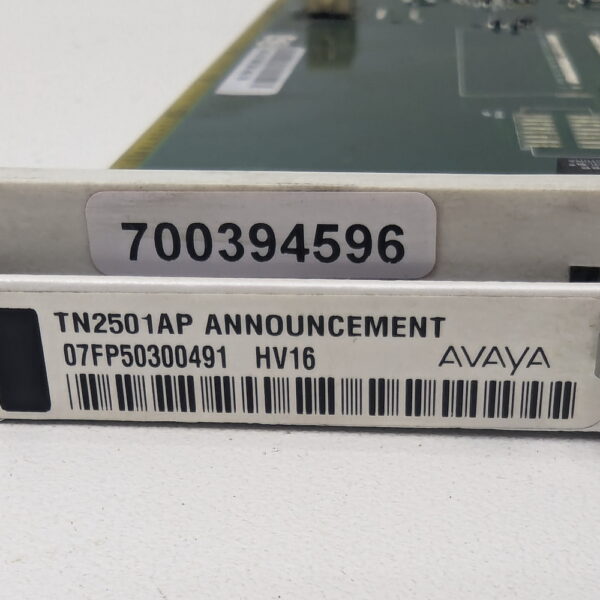 700394596
TN2501AP ANNOUNCEMENT
07FP50300491 HV16 AVAYA